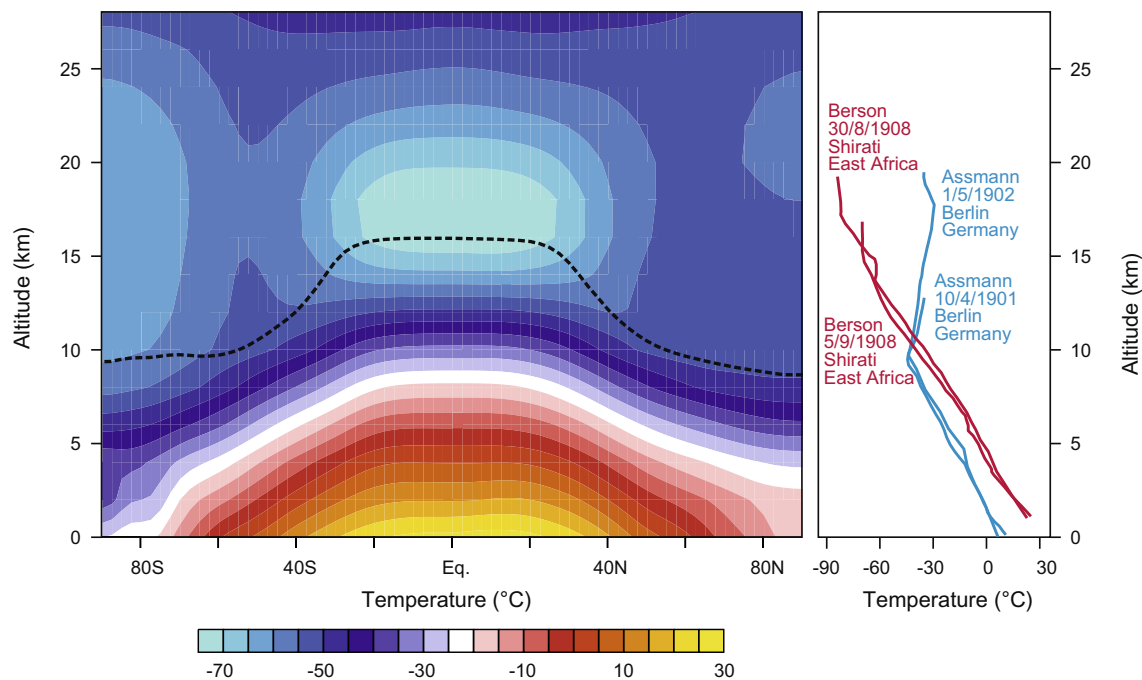 Altitude (km)
25
20
15
10
5
0
80S
40S
Eq.
40N
80N
Temperature (°C)
-70
-50
-30
-10
10
30
Berson
30/8/1908
Shirati
East Africa
Assmann
1/5/1902
Berlin
Germany
Assmann
10/4/1901
Berlin
Germany
Berson
5/9/1908
Shirati
East Africa
25
20
15
10
5
0
Altitude (km)
-90
-60
-30
0
30
Temperature (°C)